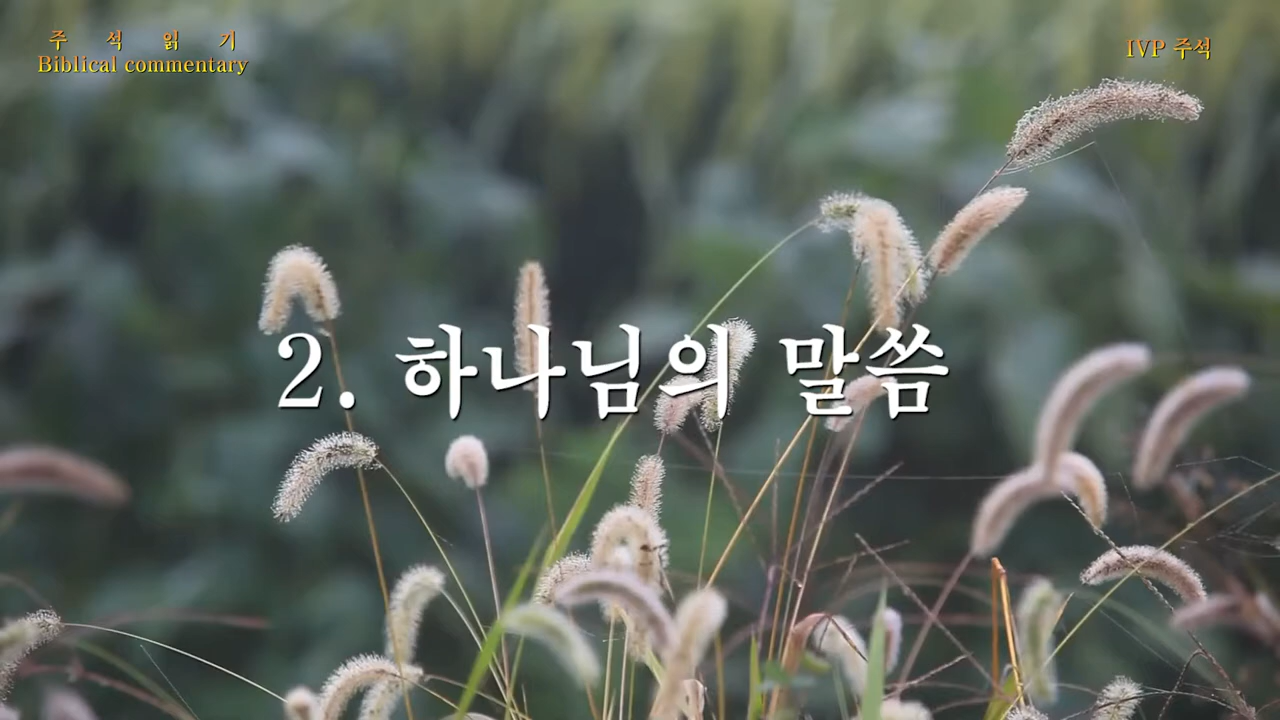 주 석 읽 기
Biblical commentary
IVP 주석
2. 하나님의 말씀